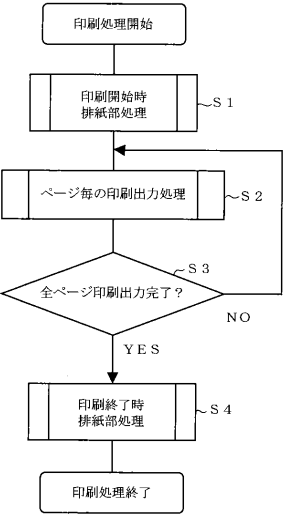 印刷処理開始
印刷開始時
排紙部処理
S1
ページ毎の印刷出力処理
S2
S3
全ページ印刷出力完了?
NO
YES
印刷終了時
排紙部処理
S4
印刷処理終了